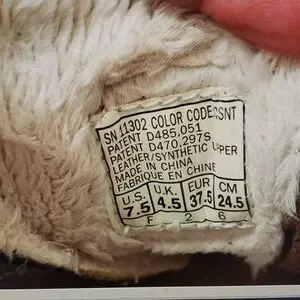 SN 11302 COLOR CODE:CSNT
PATENT D485,051
PATENT D470,297S
LEATHER/SYNTHETIC UPPER
MADE IN CHINA
FABRIQUE EN CHINE
U.S. U.K. EUR CM
7.5 4.5 37.5 24.5
F 2 6